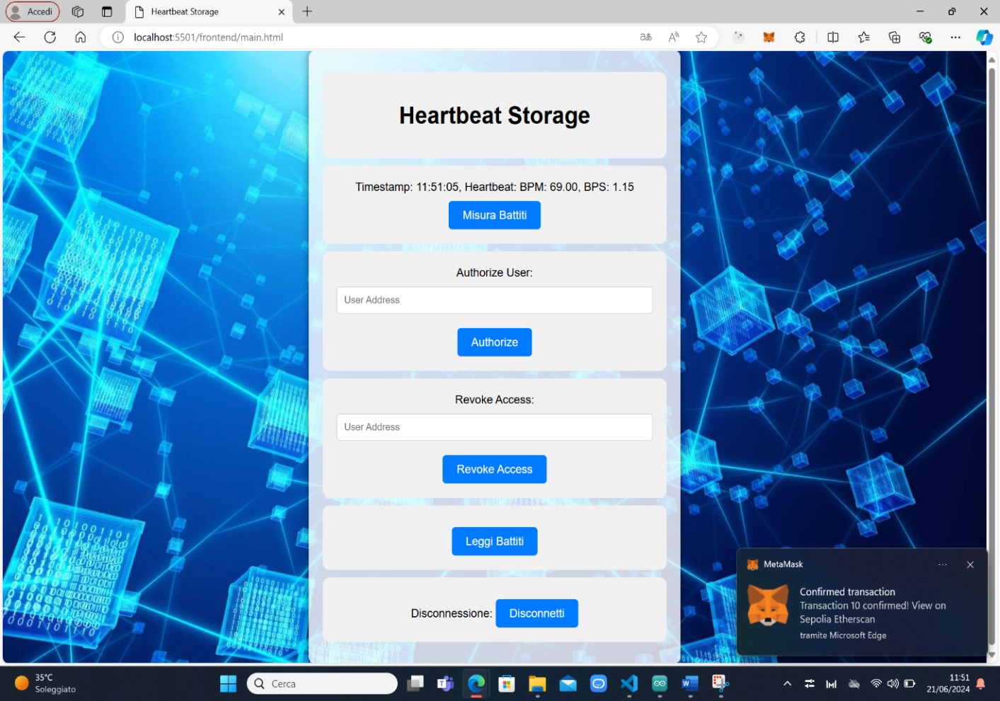 Accedi
Heartbeat Storage
localhost:5501/frontend/main.html
Heartbeat Storage
Timestamp: 11:51:05, Heartbeat: BPM: 69.00, BPS: 1.15
Misura Battiti
Authorize User:
User Address
Authorize
Revoke Access:
User Address
Revoke Access
Leggi Battiti
Disconnessione: Disconnetti
MetaMask
Confirmed transaction
Transaction 10 confirmed! View on
Sepolia Etherscan
tramite Microsoft Edge
35°C
Soleggiato
Cerca
11:51
21/06/2024